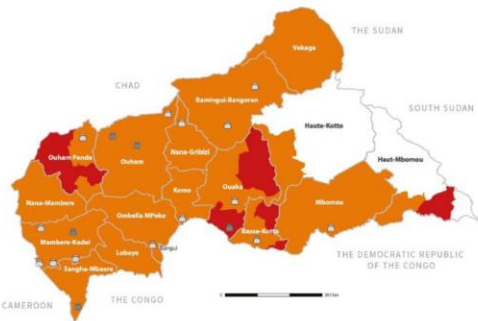 THE SUDAN
Vakaga
CHAD
Bamingui-Bangoran
SOUTH SUDAN
Haute-Kotto
Ouham Pende
Ouham
Nana-Gribizi
Haut-Mbomou
Kemo
Ouaka
Nana-Mambere
Mbomou
Ombella MPoko
Basse-Kotto
Mambere-Kadei
Lobaye
Bangui
THE DEMOCRATIC REPUBLIC
OF THE CONGO
Sangha-Mbaere
CAMEROON
THE CONGO
0